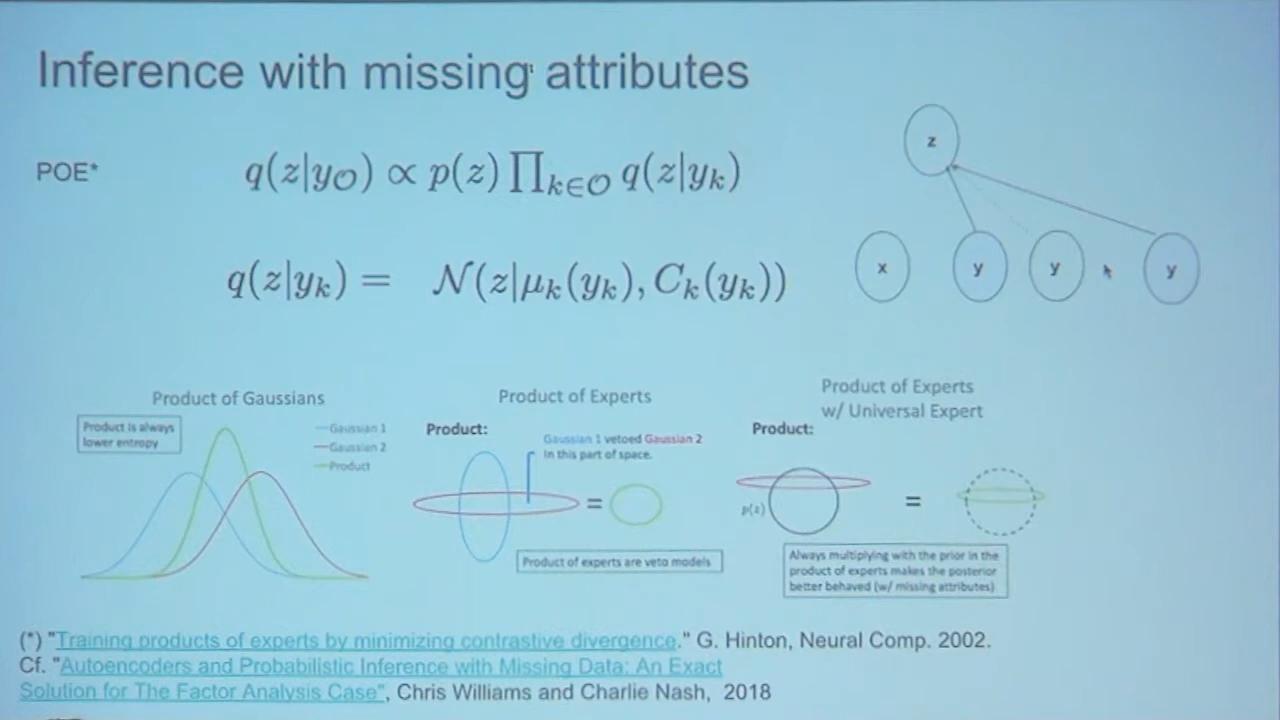 Inference with missing attributes
POE*
q(z|y_𝒪) ∝ p(z) ∏_{k∈𝒪} q(z|y_k)
q(z|y_k) = 𝒩(z|μ_k(y_k), C_k(y_k))
z
x
y
y
y
Product of Gaussians
Product is always
lower entropy
Gaussian 1
Gaussian 2
Product
Product of Experts
Product:
Gaussian 1 vetoed Gaussian 2
in this part of space.
=
Product of experts are veto models
Product of Experts
w/ Universal Expert
Product:
p(z)
=
Always multiplying with the prior in the
product of experts makes the posterior
better behaved (w/ missing attributes)
(*) "Training products of experts by minimizing contrastive divergence." G. Hinton, Neural Comp. 2002.
Cf. "Autoencoders and Probabilistic Inference with Missing Data: An Exact
Solution for The Factor Analysis Case", Chris Williams and Charlie Nash, 2018